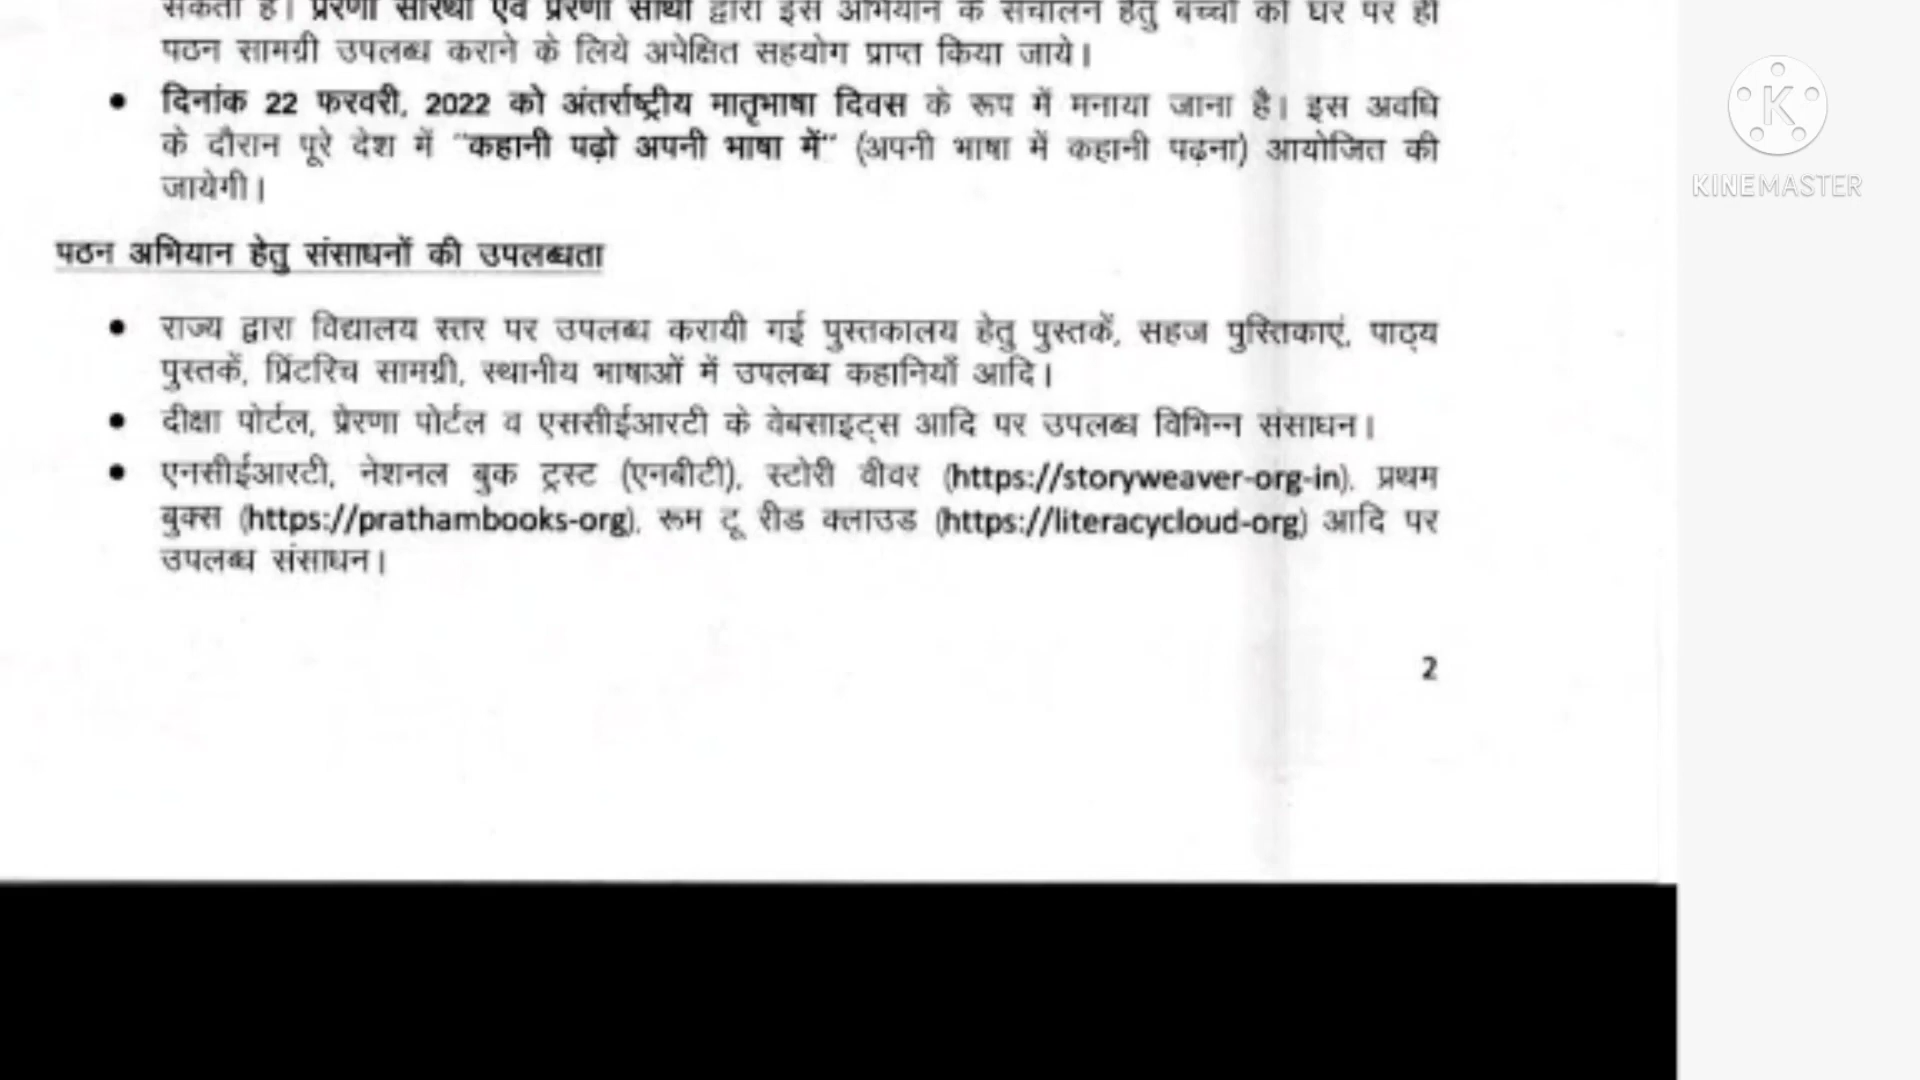 सकता है। प्रेरणा सारथी एवं प्रेरणा साथी द्वारा इस अभियान के संचालन हेतु बच्चों को घर पर ही
पठन सामग्री उपलब्ध कराने के लिये अपेक्षित सहयोग प्राप्त किया जाये।
• दिनांक 22 फरवरी, 2022 को अंतर्राष्ट्रीय मातृभाषा दिवस के रूप में मनाया जाना है। इस अवधि
के दौरान पूरे देश में "कहानी पढ़ो अपनी भाषा में" (अपनी भाषा में कहानी पढ़ना) आयोजित की
जायेगी।
पठन अभियान हेतु संसाधनों की उपलब्धता
• राज्य द्वारा विद्यालय स्तर पर उपलब्ध करायी गई पुस्तकालय हेतु पुस्तकें, सहज पुस्तिकाएं, पाठ्य
पुस्तकें, प्रिंटरिच सामग्री, स्थानीय भाषाओं में उपलब्ध कहानियाँ आदि।
• दीक्षा पोर्टल, प्रेरणा पोर्टल व एससीईआरटी के वेबसाइट्स आदि पर उपलब्ध विभिन्न संसाधन।
• एनसीईआरटी, नेशनल बुक ट्रस्ट (एनबीटी), स्टोरी वीवर (https://storyweaver-org-in), प्रथम
बुक्स (https://prathambooks-org), रूम टू रीड क्लाउड (https://literacycloud-org) आदि पर
उपलब्ध संसाधन।
2
K
KINEMASTER